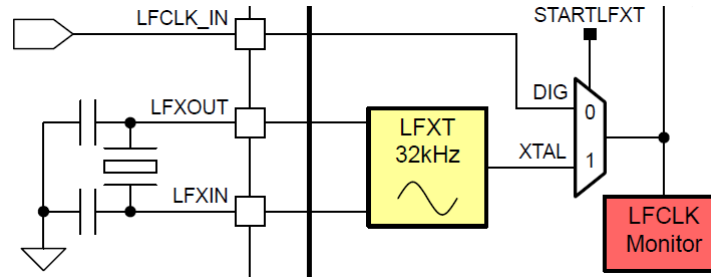 LFCLK_IN
STARTLFXT
LFXOUT
DIG
0
LFXT
32kHz
XTAL
1
LFXIN
LFCLK
Monitor